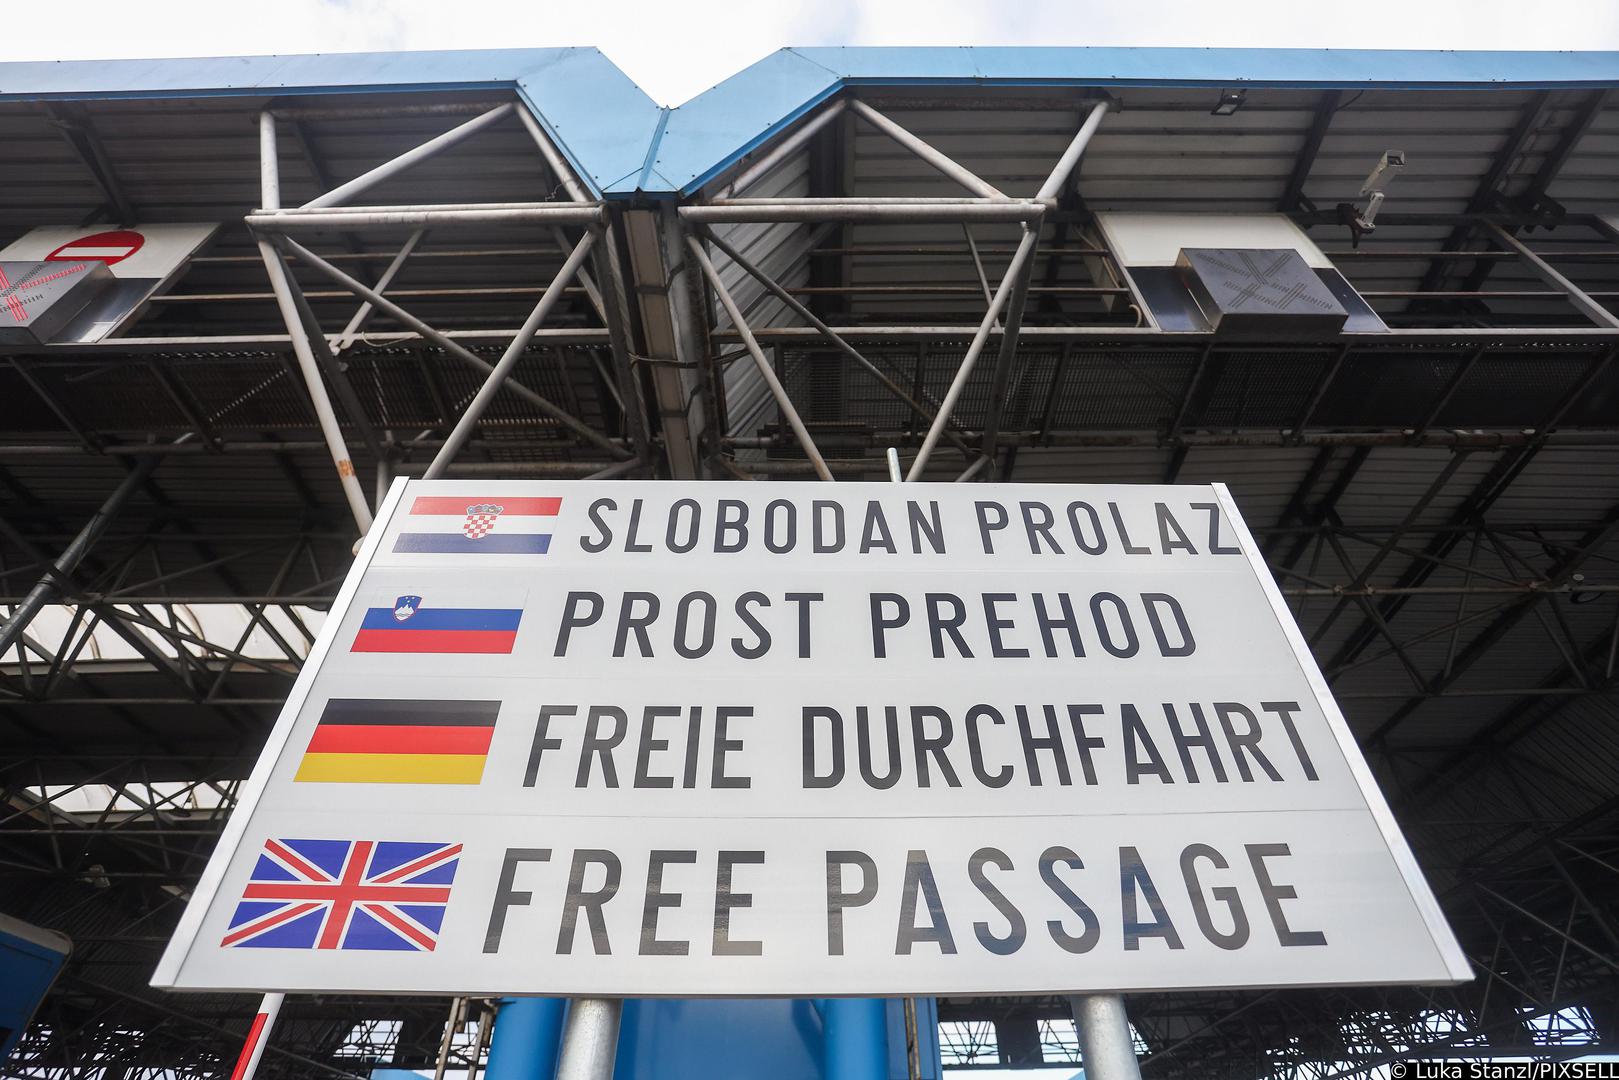 SLOBODAN PROLAZ
PROST PREHOD
FREIE DURCHFAHRT
FREE PASSAGE
© Luka Stanzl/PIXSELL